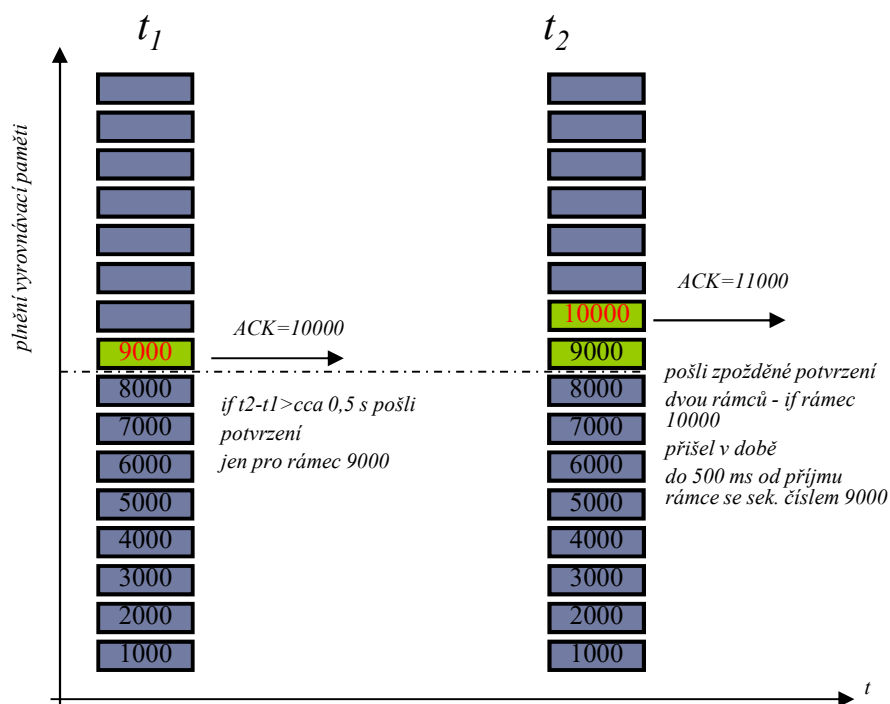 t1
t2
plnění vyrovnávací paměti
ACK=10000
9000
8000
7000
6000
5000
4000
3000
2000
1000
if t2-t1>cca 0,5 s pošli
potvrzení
jen pro rámec 9000
ACK=11000
10000
9000
8000
7000
6000
5000
4000
3000
2000
1000
pošli zpožděné potvrzení
dvou rámců - if rámec
10000
přišel v době
do 500 ms od příjmu
rámce se sek. číslem 9000
t